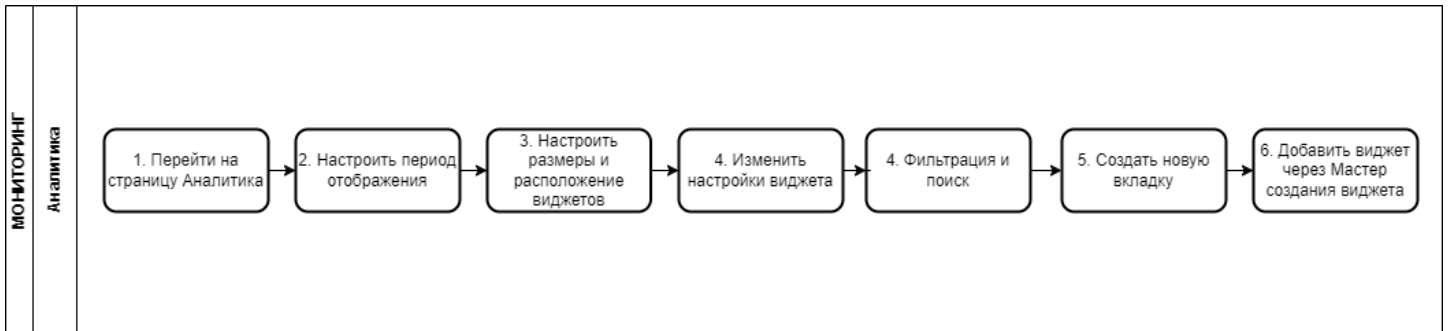 МОНИТОРИНГ
Аналитика
1. Перейти на
страницу Аналитика
2. Настроить период
отображения
3. Настроить
размеры и
расположение
виджетов
4. Изменить
настройки виджета
4. Фильтрация и
поиск
5. Создать новую
вкладку
6. Добавить виджет
через Мастер
создания виджета